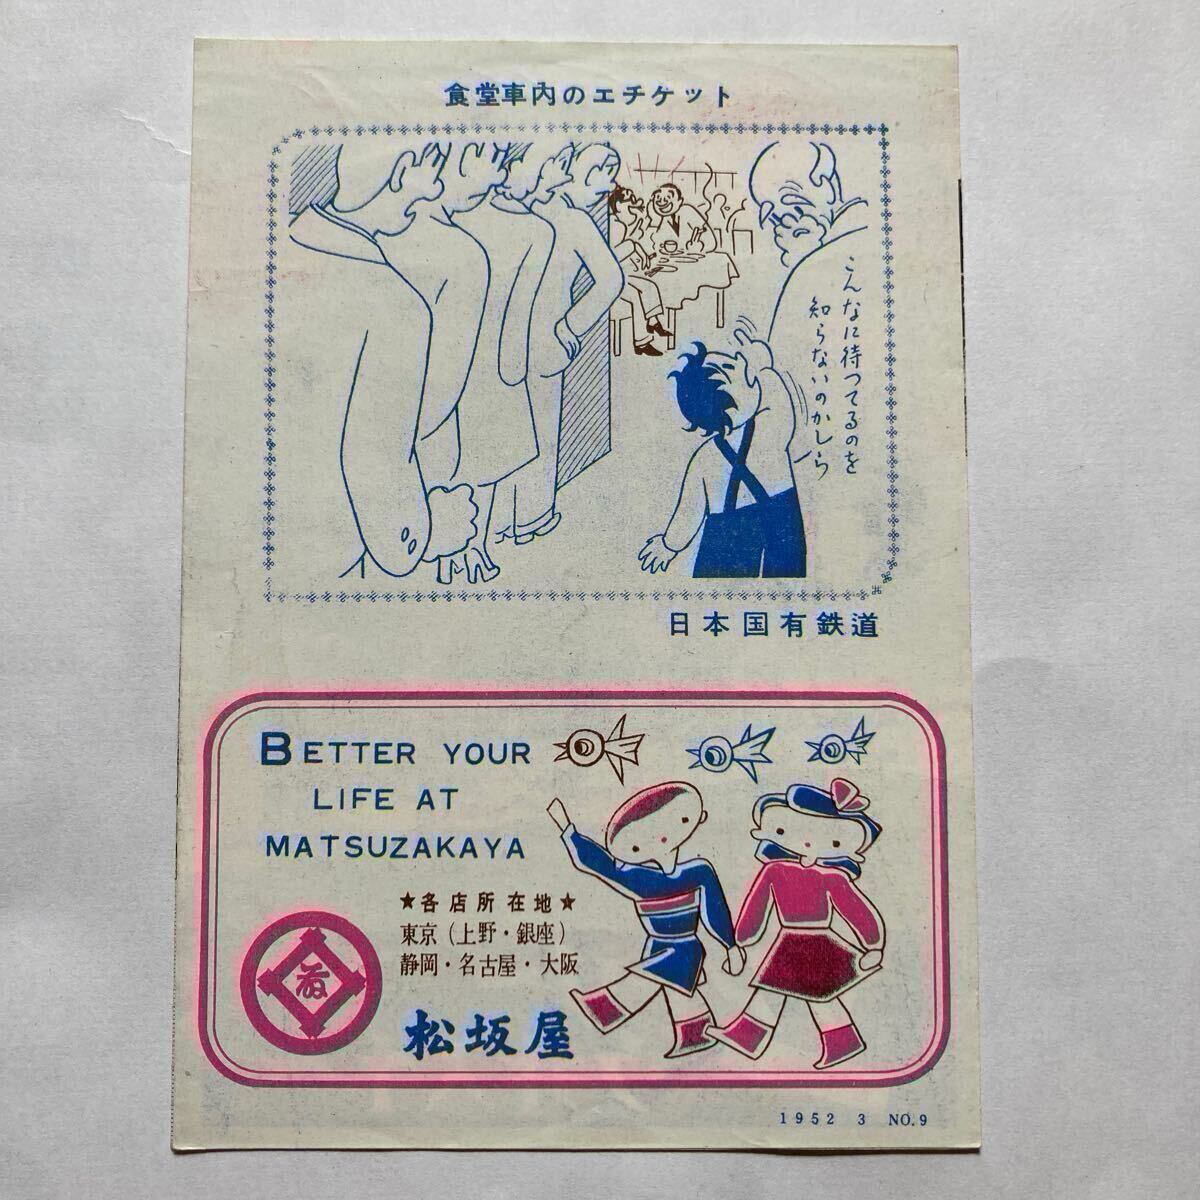 食堂車内のエチケット
こんなに待つてるのを
知らないのかしら
日本国有鉄道
BETTER YOUR
LIFE AT
MATSUZAKAYA
★各店所在地★
東京(上野・銀座)
静岡・名古屋・大阪
松坂屋
1952 3 NO.9